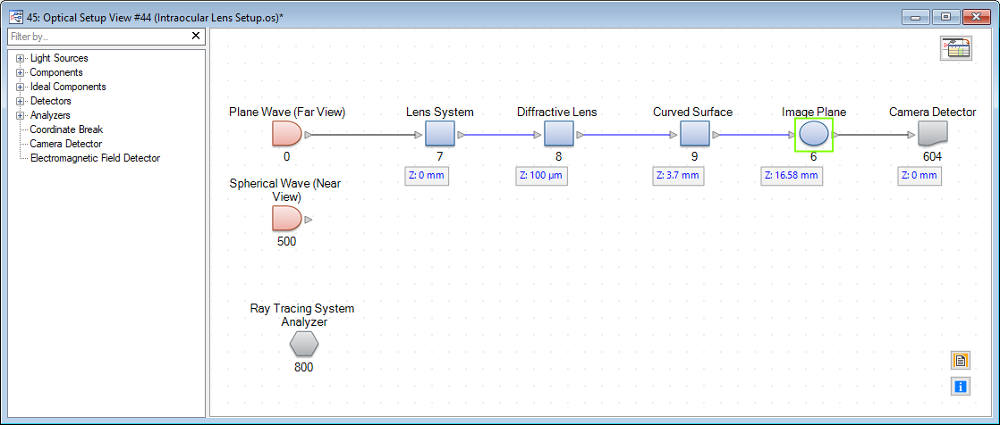 45: Optical Setup View #44 (Intraocular Lens Setup.os)*
Filter by...
Light Sources
Components
Ideal Components
Detectors
Analyzers
Coordinate Break
Camera Detector
Electromagnetic Field Detector
Plane Wave (Far View)
0
Lens System
7
Z: 0 mm
Diffractive Lens
8
Z: 100 µm
Curved Surface
9
Z: 3.7 mm
Image Plane
6
Z: 16.58 mm
Camera Detector
604
Z: 0 mm
Spherical Wave (Near
View)
500
Ray Tracing System
Analyzer
800